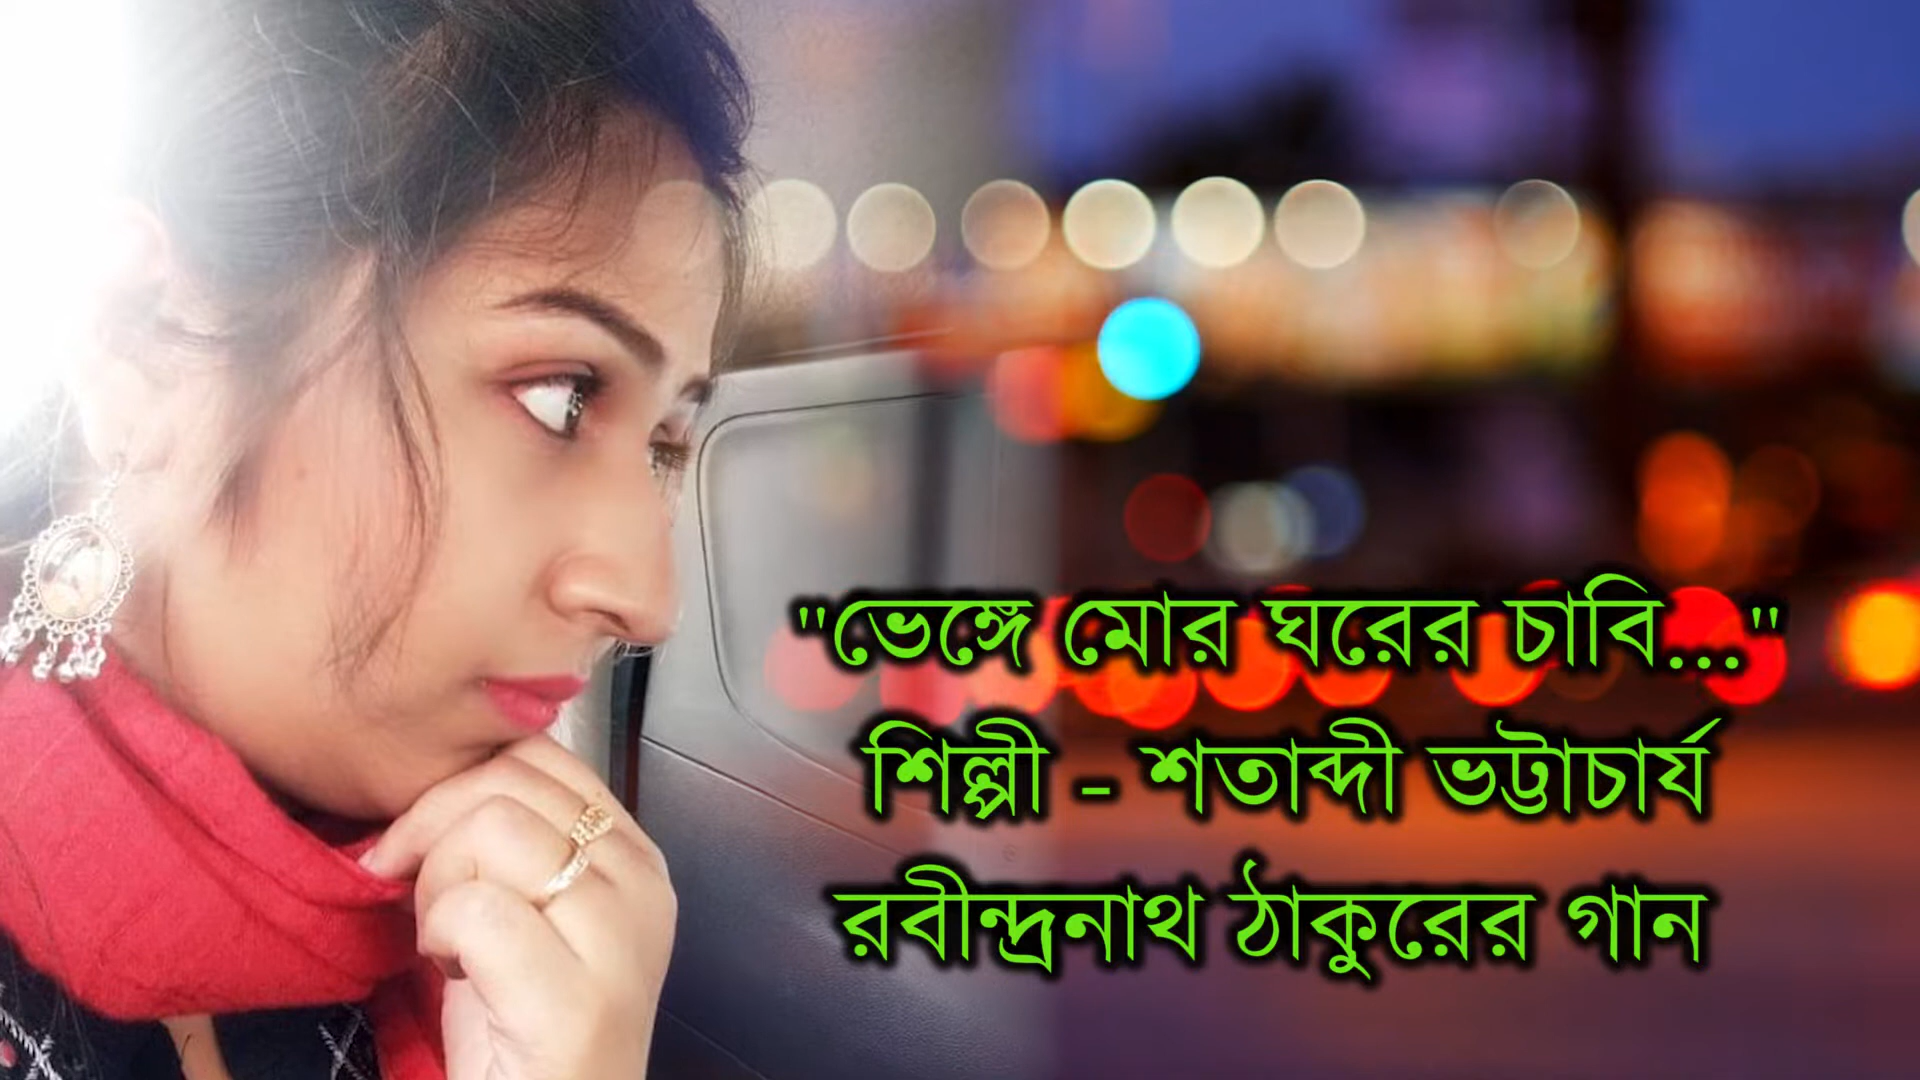 "ভেঙ্গে মোর ঘরের চাবি..."
শিল্পী - শতাব্দী ভট্টাচার্য
রবীন্দ্রনাথ ঠাকুরের গান